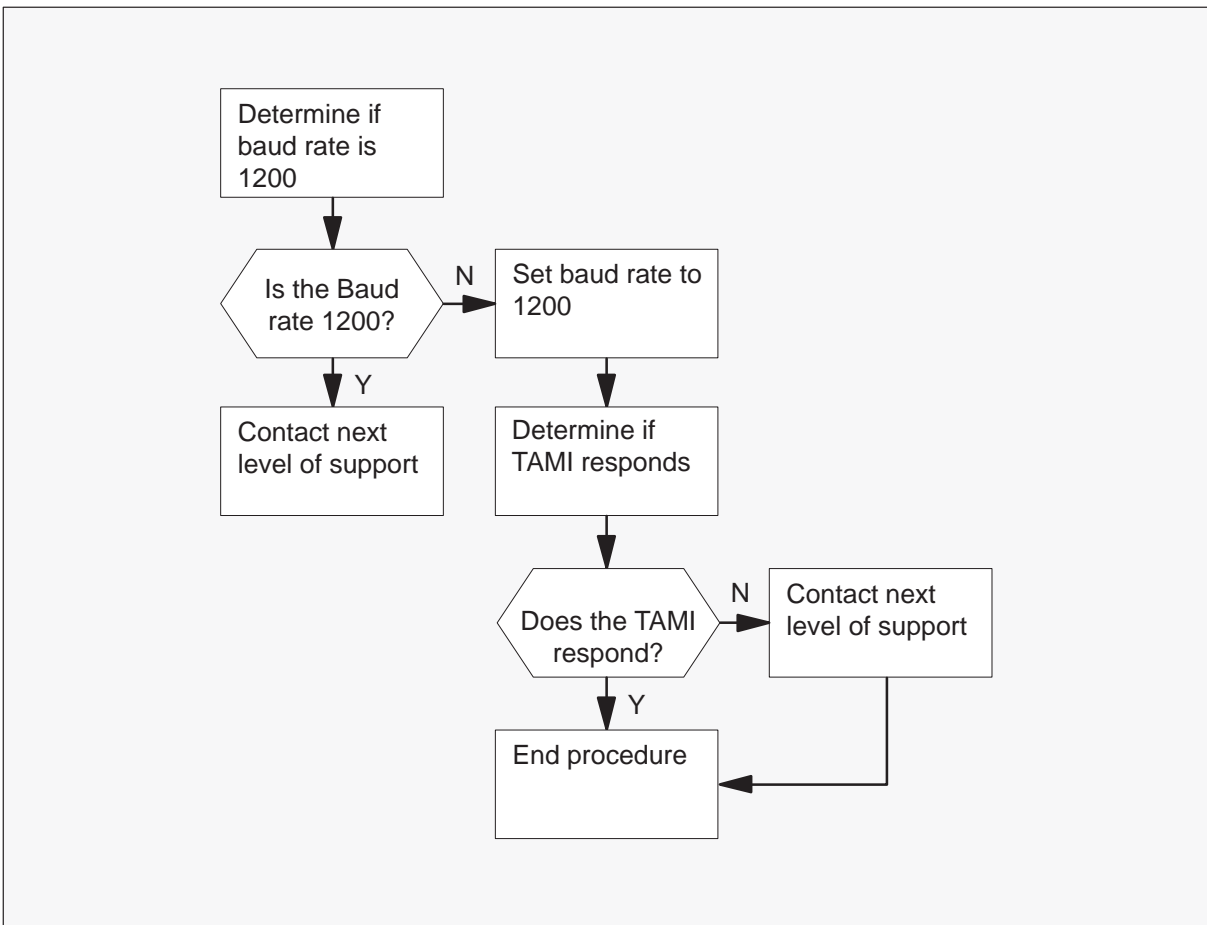 Determine if
baud rate is
1200
Is the Baud
rate 1200?
N
Set baud rate to
1200
Y
Contact next
level of support
Determine if
TAMI responds
Does the TAMI
respond?
N
Contact next
level of support
Y
End procedure